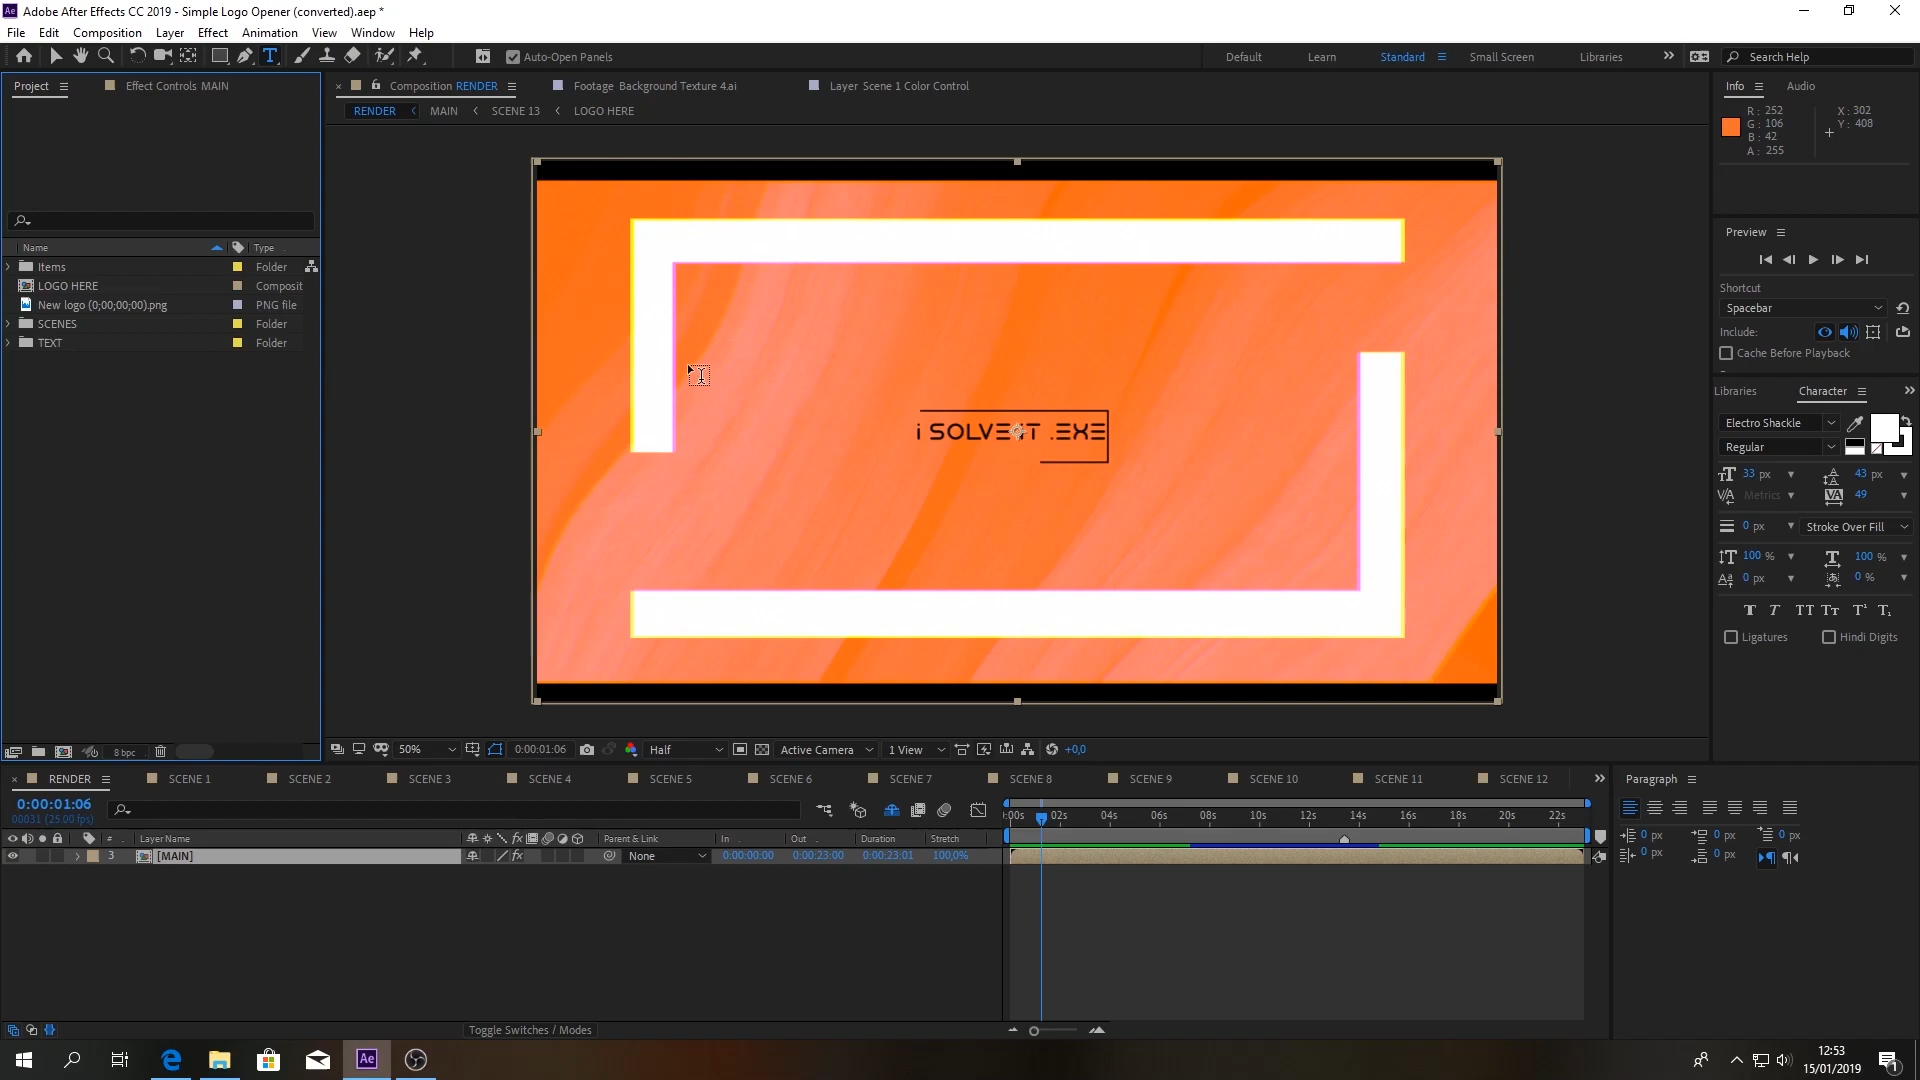 Adobe After Effects CC 2019 - Simple Logo Opener (converted).aep *
File Edit Composition Layer Effect Animation View Window Help
Auto-Open Panels
Default Learn Standard Small Screen Libraries
Search Help
Project
Effect Controls MAIN
Name Type
Items Folder
LOGO HERE Composit
New logo (0;00;00;00).png PNG file
SCENES Folder
TEXT Folder
8 bpc
Composition RENDER
Footage Background Texture 4.ai
Layer Scene 1 Color Control
RENDER MAIN SCENE 13 LOGO HERE
50% 0:00:01:06 Half Active Camera 1 View +0,0
Info Audio
R : 252
G : 106
B : 42
A : 255
X : 302
Y : 408
Preview
Shortcut
Spacebar
Include:
Cache Before Playback
Libraries Character
Electro Shackle
Regular
33 px 43 px
Metrics 49
0 px Stroke Over Fill
100 % 100 %
0 px 0 %
Ligatures Hindi Digits
RENDER SCENE 1 SCENE 2 SCENE 3 SCENE 4 SCENE 5 SCENE 6 SCENE 7 SCENE 8 SCENE 9 SCENE 10 SCENE 11 SCENE 12
0:00:01:06
00031 (25.00 fps)
# Layer Name Parent & Link In Out Duration Stretch
3 [MAIN] None 0:00:00:00 0:00:23:00 0:00:23:01 100,0%
:00s 02s 04s 06s 08s 10s 12s 14s 16s 18s 20s 22s
Toggle Switches / Modes
Paragraph
0 px 0 px 0 px
0 px 0 px
12:53
15/01/2019